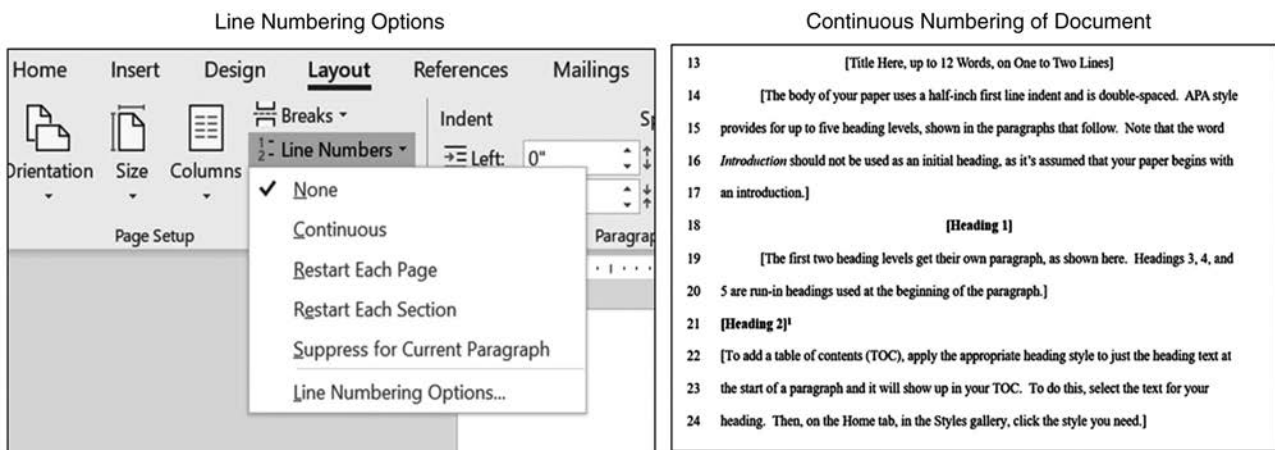 Line Numbering Options
Home Insert Design Layout References Mailings
Breaks
Indent
1 2 Line Numbers
Left: 0"
Orientation Size Columns
None
Continuous
Page Setup
Restart Each Page
Restart Each Section
Suppress for Current Paragraph
Line Numbering Options...
Continuous Numbering of Document
13 [Title Here, up to 12 Words, on One to Two Lines]
14 [The body of your paper uses a half-inch first line indent and is double-spaced. APA style
15 provides for up to five heading levels, shown in the paragraphs that follow. Note that the word
16 Introduction should not be used as an initial heading, as it's assumed that your paper begins with
17 an introduction.]
18 [Heading 1]
19 [The first two heading levels get their own paragraph, as shown here. Headings 3, 4, and
20 5 are run-in headings used at the beginning of the paragraph.]
21 [Heading 2]¹
22 [To add a table of contents (TOC), apply the appropriate heading style to just the heading text at
23 the start of a paragraph and it will show up in your TOC. To do this, select the text for your
24 heading. Then, on the Home tab, in the Styles gallery, click the style you need.]